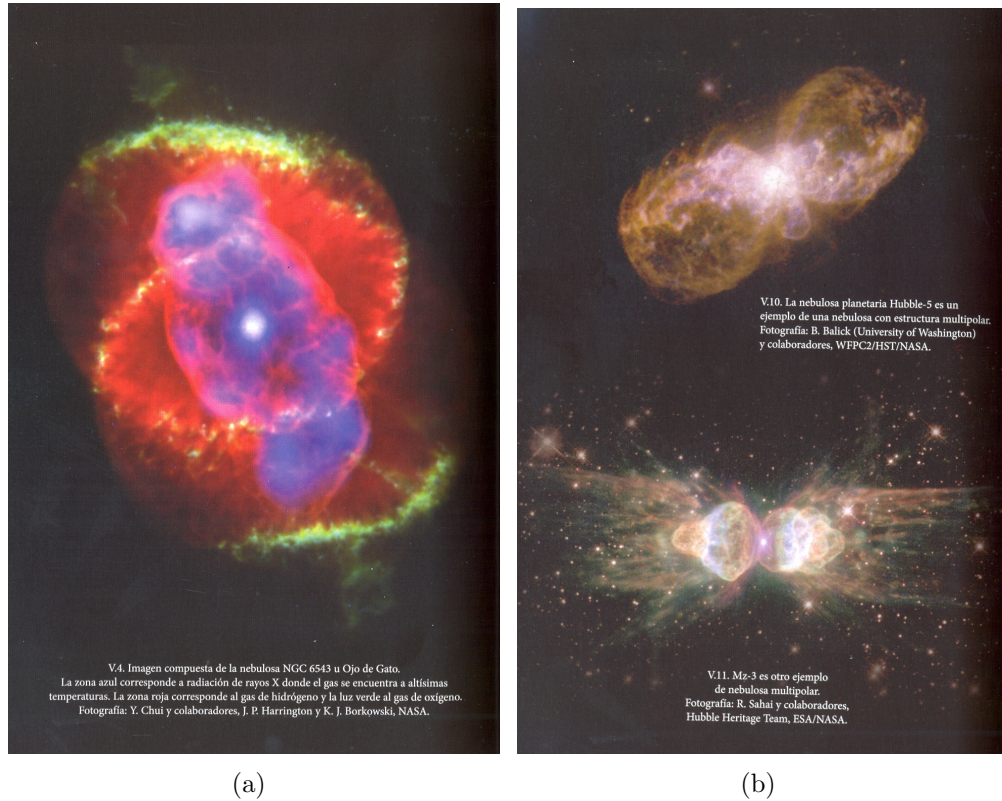 V.4. Imagen compuesta de la nebulosa NGC 6543 u Ojo de Gato.
La zona azul corresponde a radiación de rayos X donde el gas se encuentra a altísimas
temperaturas. La zona roja corresponde al gas de hidrógeno y la luz verde al gas de oxígeno.
Fotografía: Y. Chui y colaboradores, J. P. Harrington y K. J. Borkowski, NASA.
(a)
V.10. La nebulosa planetaria Hubble-5 es un
ejemplo de una nebulosa con estructura multipolar.
Fotografía: B. Balick (University of Washington)
y colaboradores, WFPC2/HST/NASA.
V.11. Mz-3 es otro ejemplo
de nebulosa multipolar.
Fotografía: R. Sahai y colaboradores,
Hubble Heritage Team, ESA/NASA.
(b)